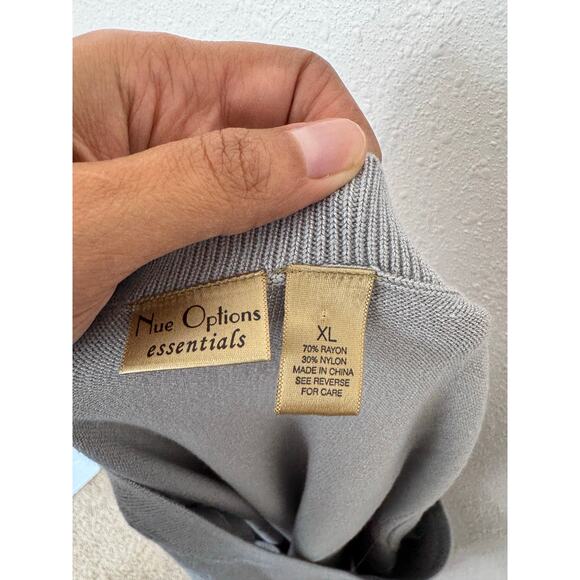 Nue Options
essentials
XL
70% RAYON
30% NYLON
MADE IN CHINA
SEE REVERSE
FOR CARE